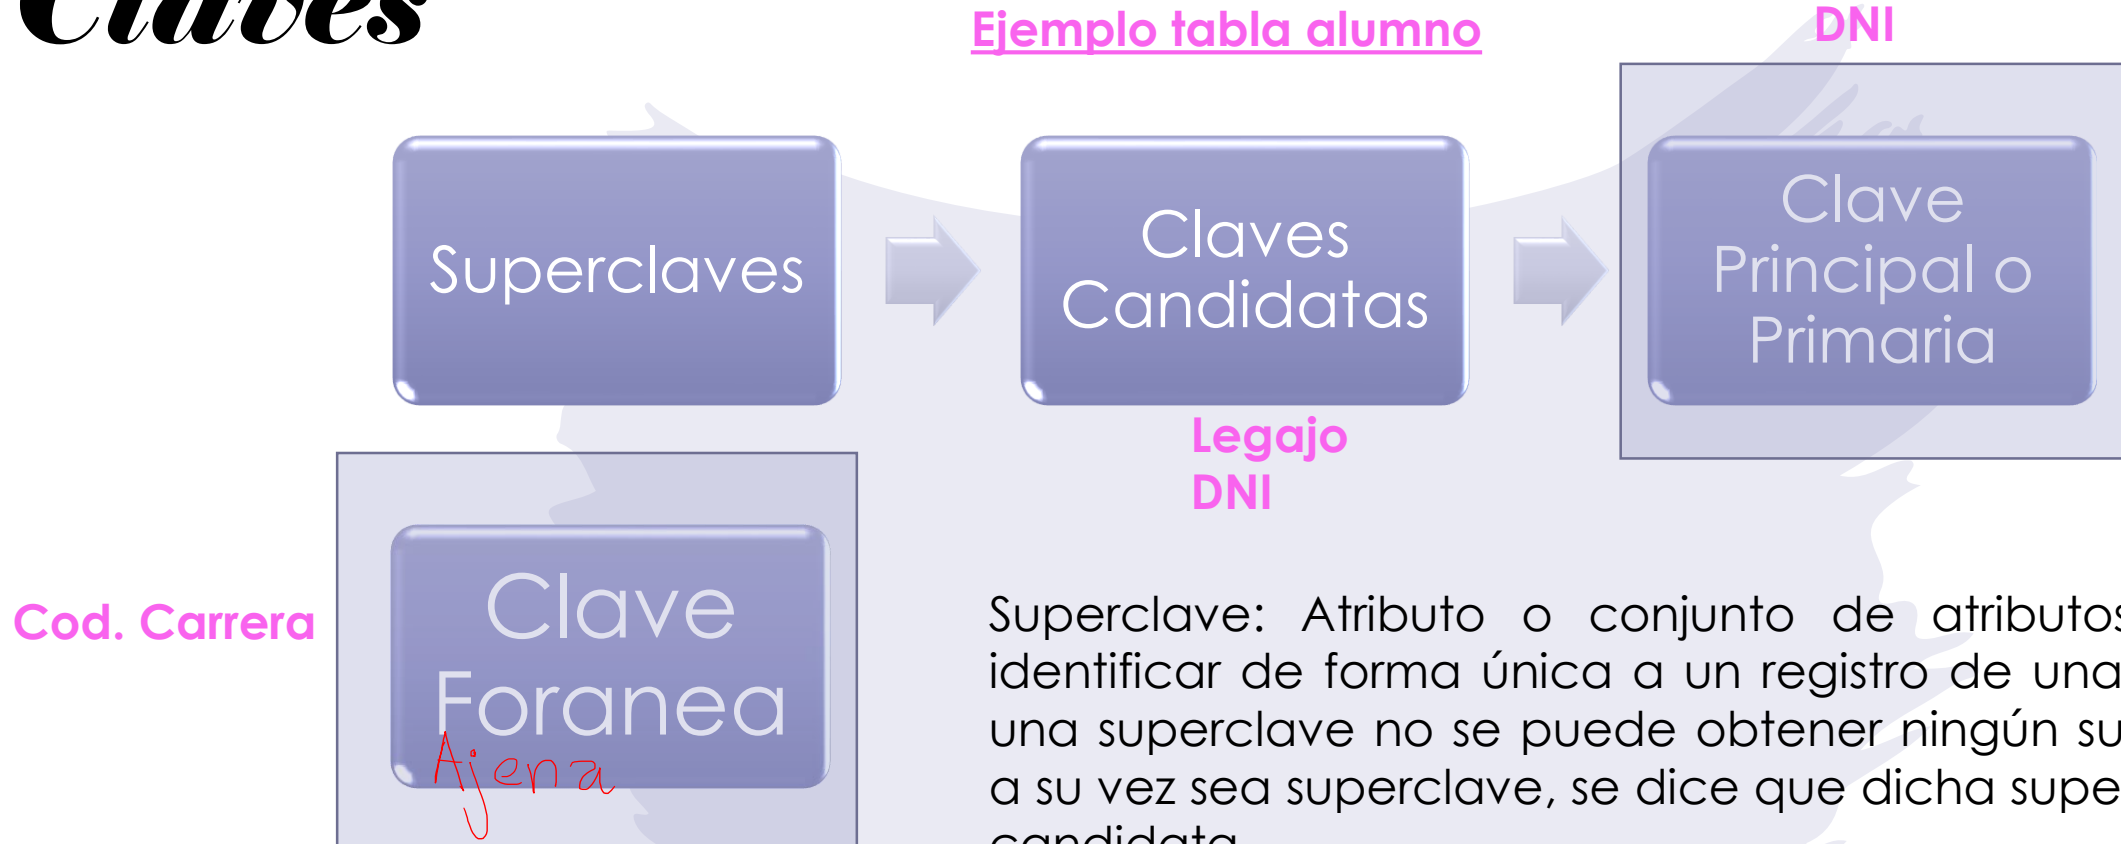 Claves
Ejemplo tabla alumno
DNI
Superclaves
Claves
Candidatas
Clave
Principal o
Primaria
Legajo
DNI
Cod. Carrera
Clave
Foranea
Ajena
Superclave: Atributo o conjunto de atributos
identificar de forma única a un registro de una
una superclave no se puede obtener ningún su
a su vez sea superclave, se dice que dicha supe
candidata